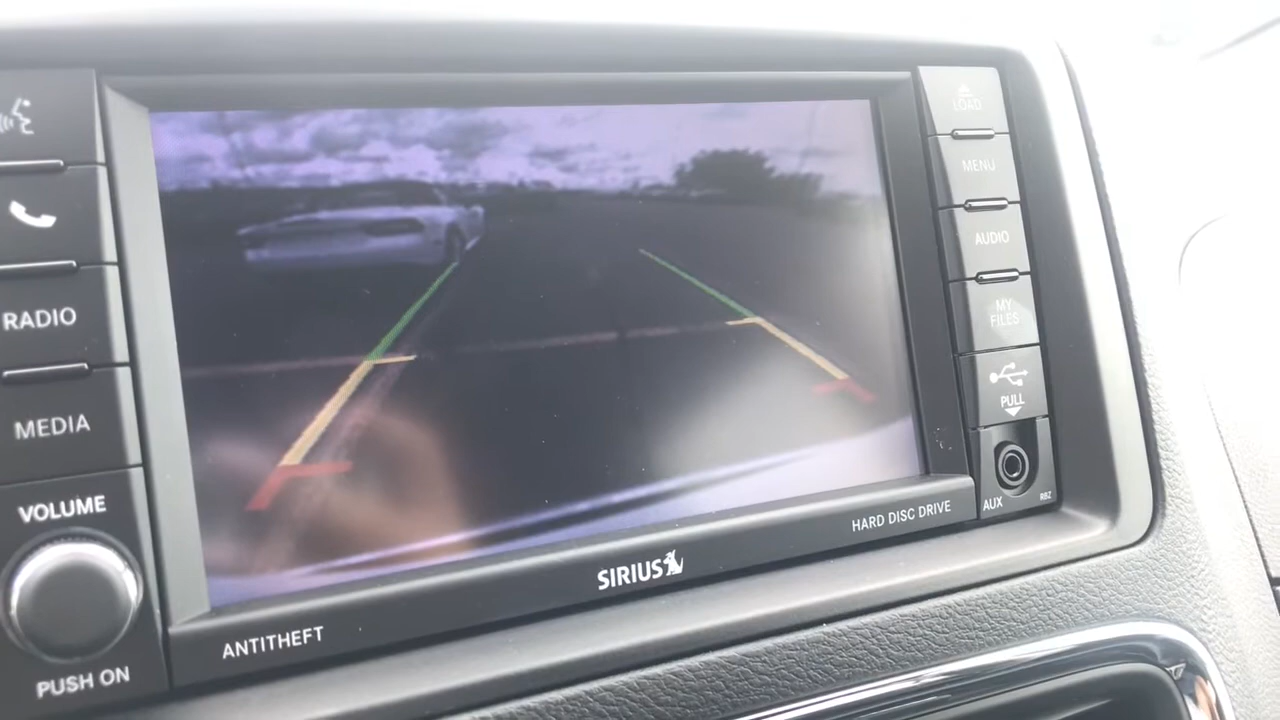 RADIO
MEDIA
VOLUME
PUSH ON
ANTITHEFT
SIRIUS
HARD DISC DRIVE
LOAD
MENU
AUDIO
MY
FILES
PULL
AUX
RBZ